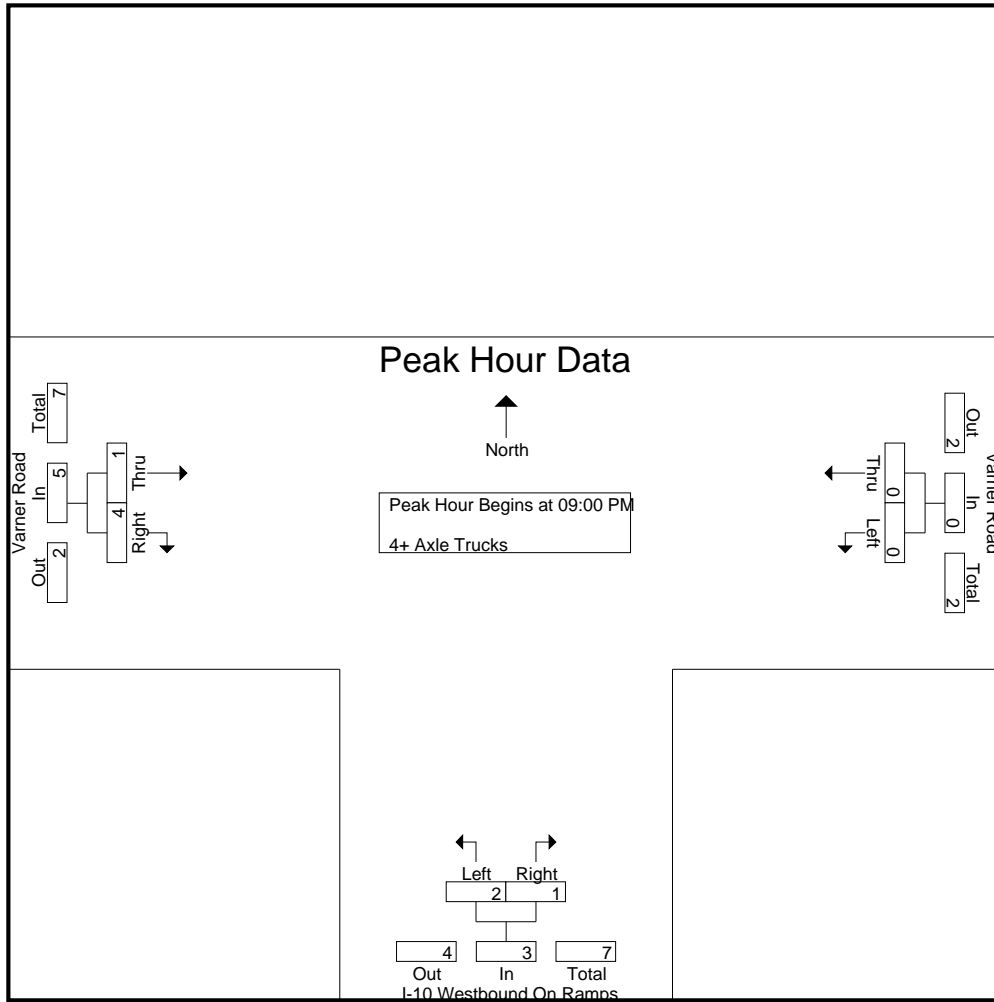 Peak Hour Data
North
Peak Hour Begins at 09:00 PM
4+ Axle Trucks
Varner Road
Out In Total
2 5 7
Right Thru
4 1
Varner Road
Out In Total
2 0 2
Thru Left
0 0
Left Right
2 1
4 3 7
Out In Total
I-10 Westbound On Ramps